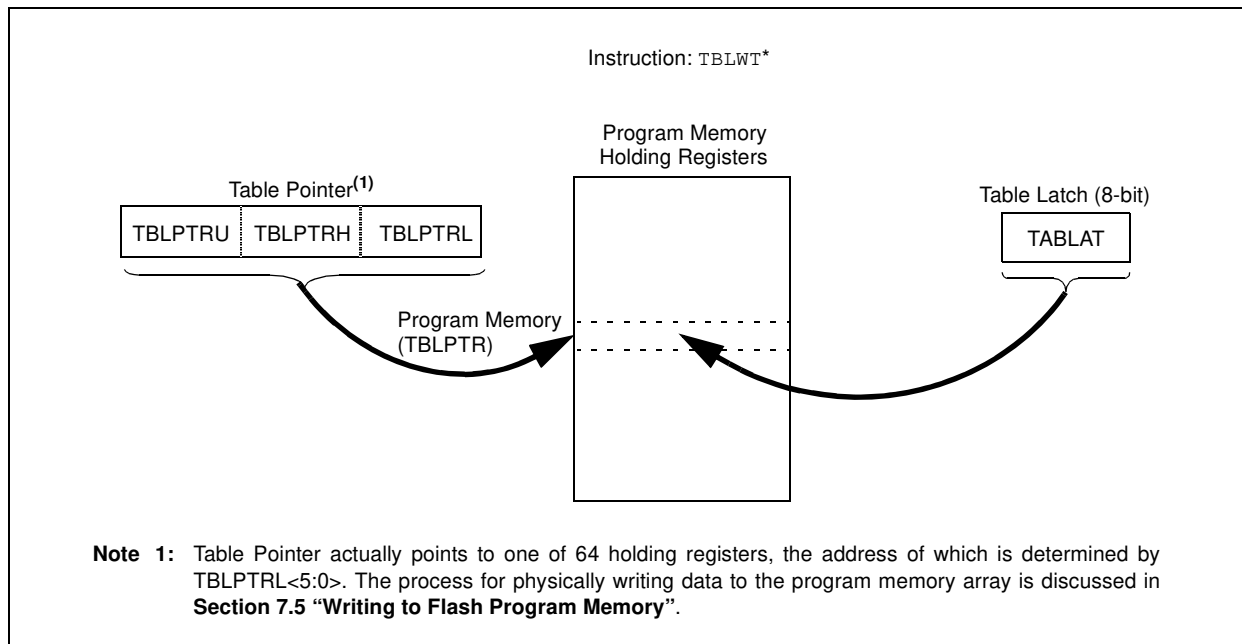 Instruction: TBLWT*
Program Memory
Holding Registers
Table Pointer(1)
Table Latch (8-bit)
TBLPTRU TBLPTRH TBLPTRL
TABLAT
Program Memory
(TBLPTR)
Note 1: Table Pointer actually points to one of 64 holding registers, the address of which is determined by
TBLPTRL<5:0>. The process for physically writing data to the program memory array is discussed in
Section 7.5 “Writing to Flash Program Memory”.